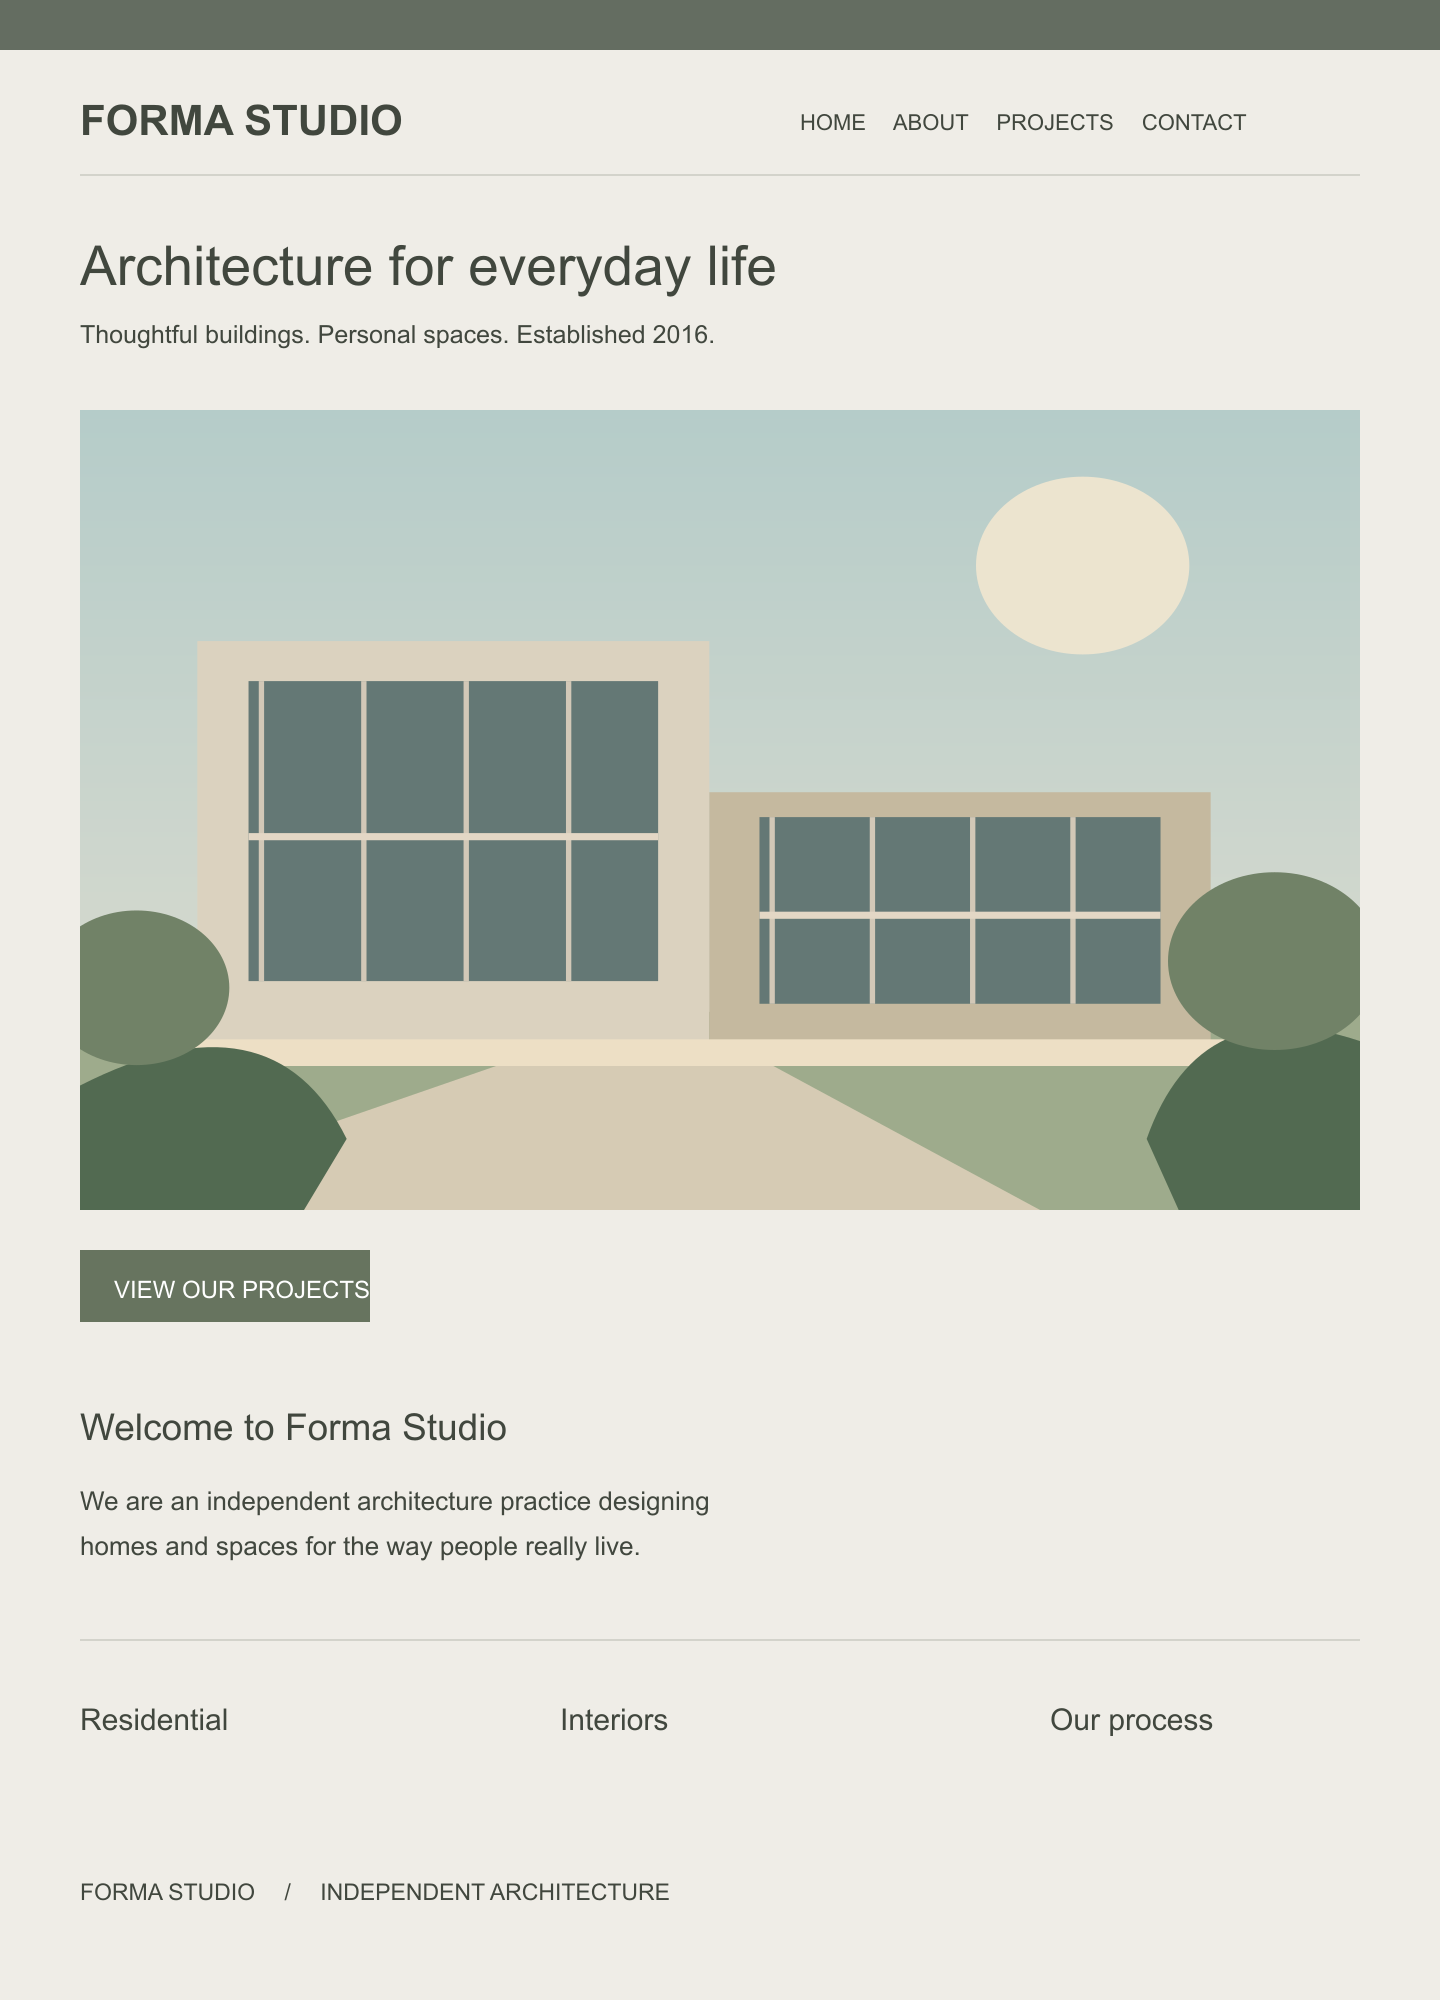 FORMA STUDIO
HOME ABOUT PROJECTS CONTACT
Architecture for everyday life
Thoughtful buildings. Personal spaces. Established 2016.
VIEW OUR PROJECTS
Welcome to Forma Studio
We are an independent architecture practice designing
homes and spaces for the way people really live.
Residential
Interiors
Our process
FORMA STUDIO / INDEPENDENT ARCHITECTURE